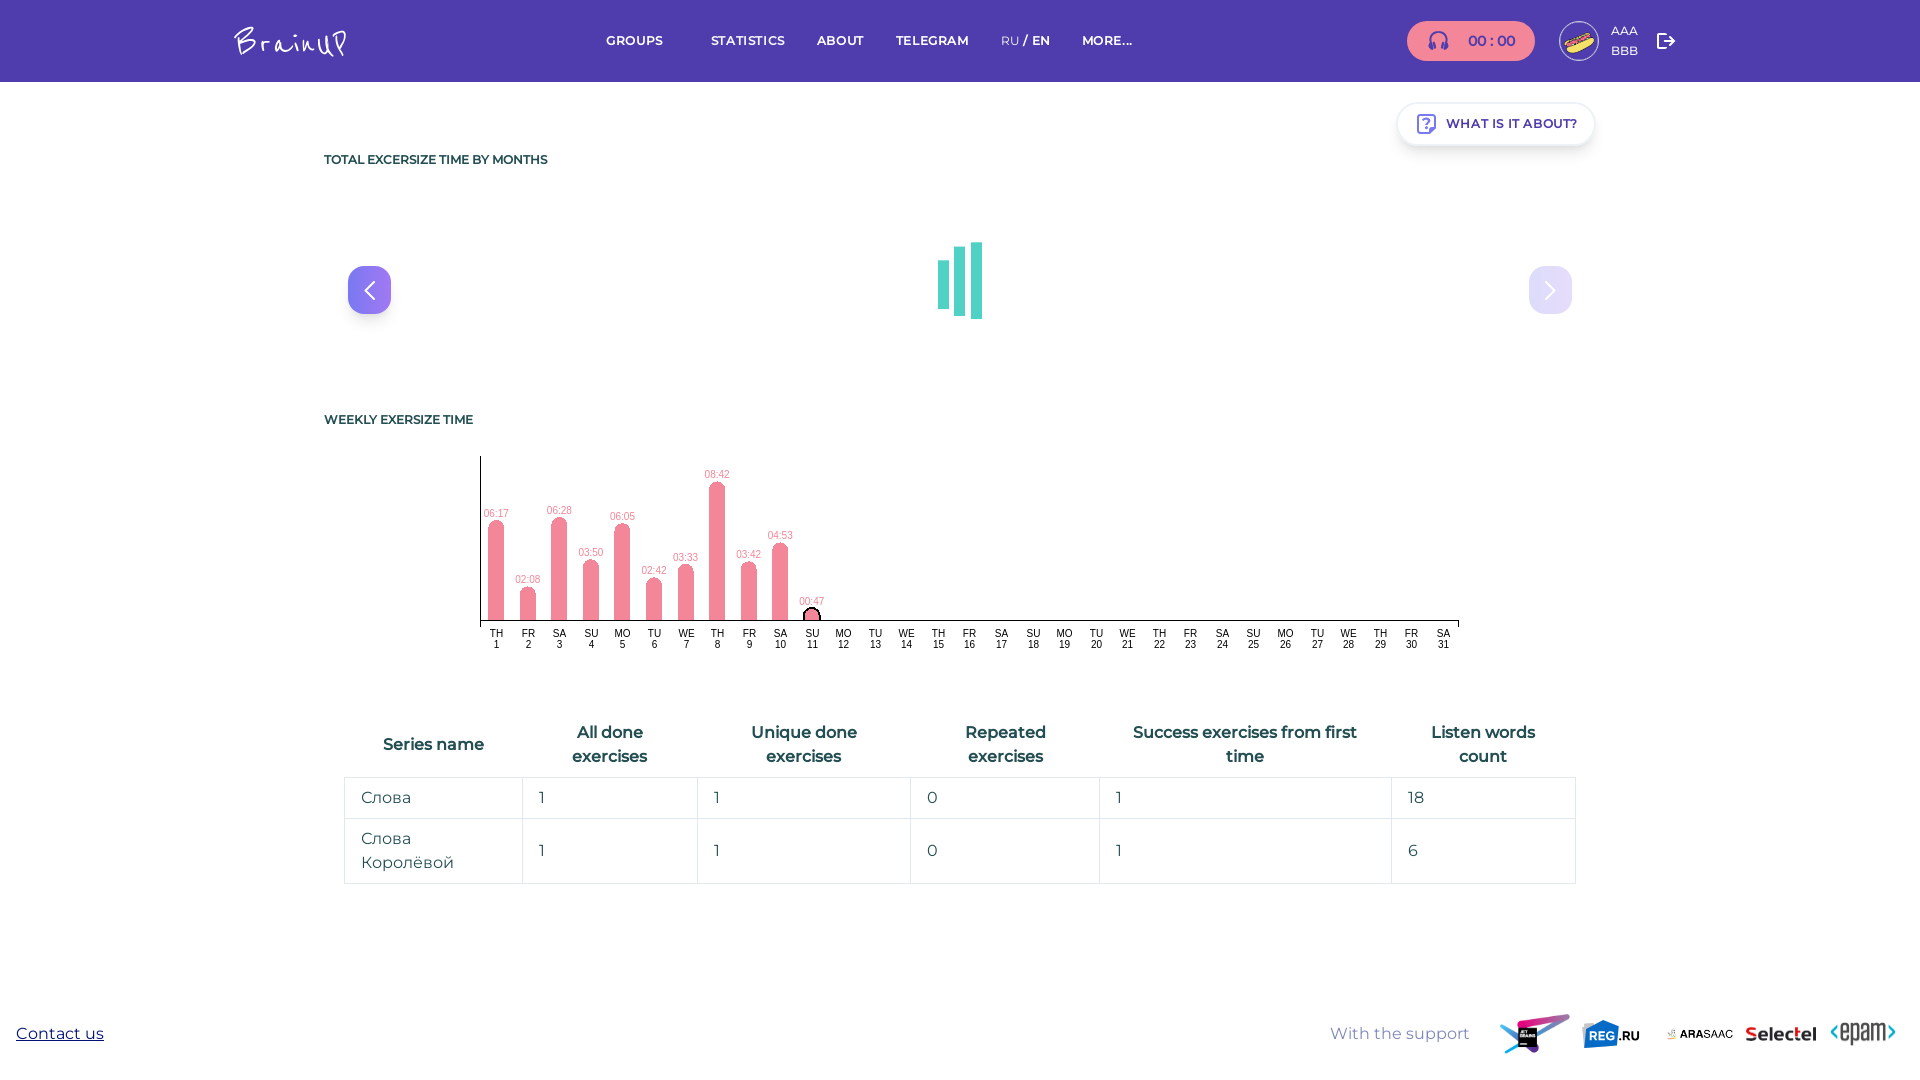 BrainUP
GROUPS
STATISTICS
ABOUT
TELEGRAM
RU / EN
MORE...
00 : 00
AAA
BBB
WHAT IS IT ABOUT?
TOTAL EXCERSIZE TIME BY MONTHS
WEEKLY EXERSIZE TIME
06:17 02:08 06:28 03:50 06:05 02:42 03:33 08:42 03:42 04:53 00:47
TH FR SA SU MO TU WE TH FR SA SU MO TU WE TH FR SA SU MO TU WE TH FR SA SU MO TU WE TH FR SA
1 2 3 4 5 6 7 8 9 10 11 12 13 14 15 16 17 18 19 20 21 22 23 24 25 26 27 28 29 30 31
Series name
All done
exercises
Unique done
exercises
Repeated
exercises
Success exercises from first
time
Listen words
count
Слова 1 1 0 1 18
Слова
Королёвой
1 1 0 1 6
Contact us
With the support
REG.RU
ARASAAC
Selectel
<epam>